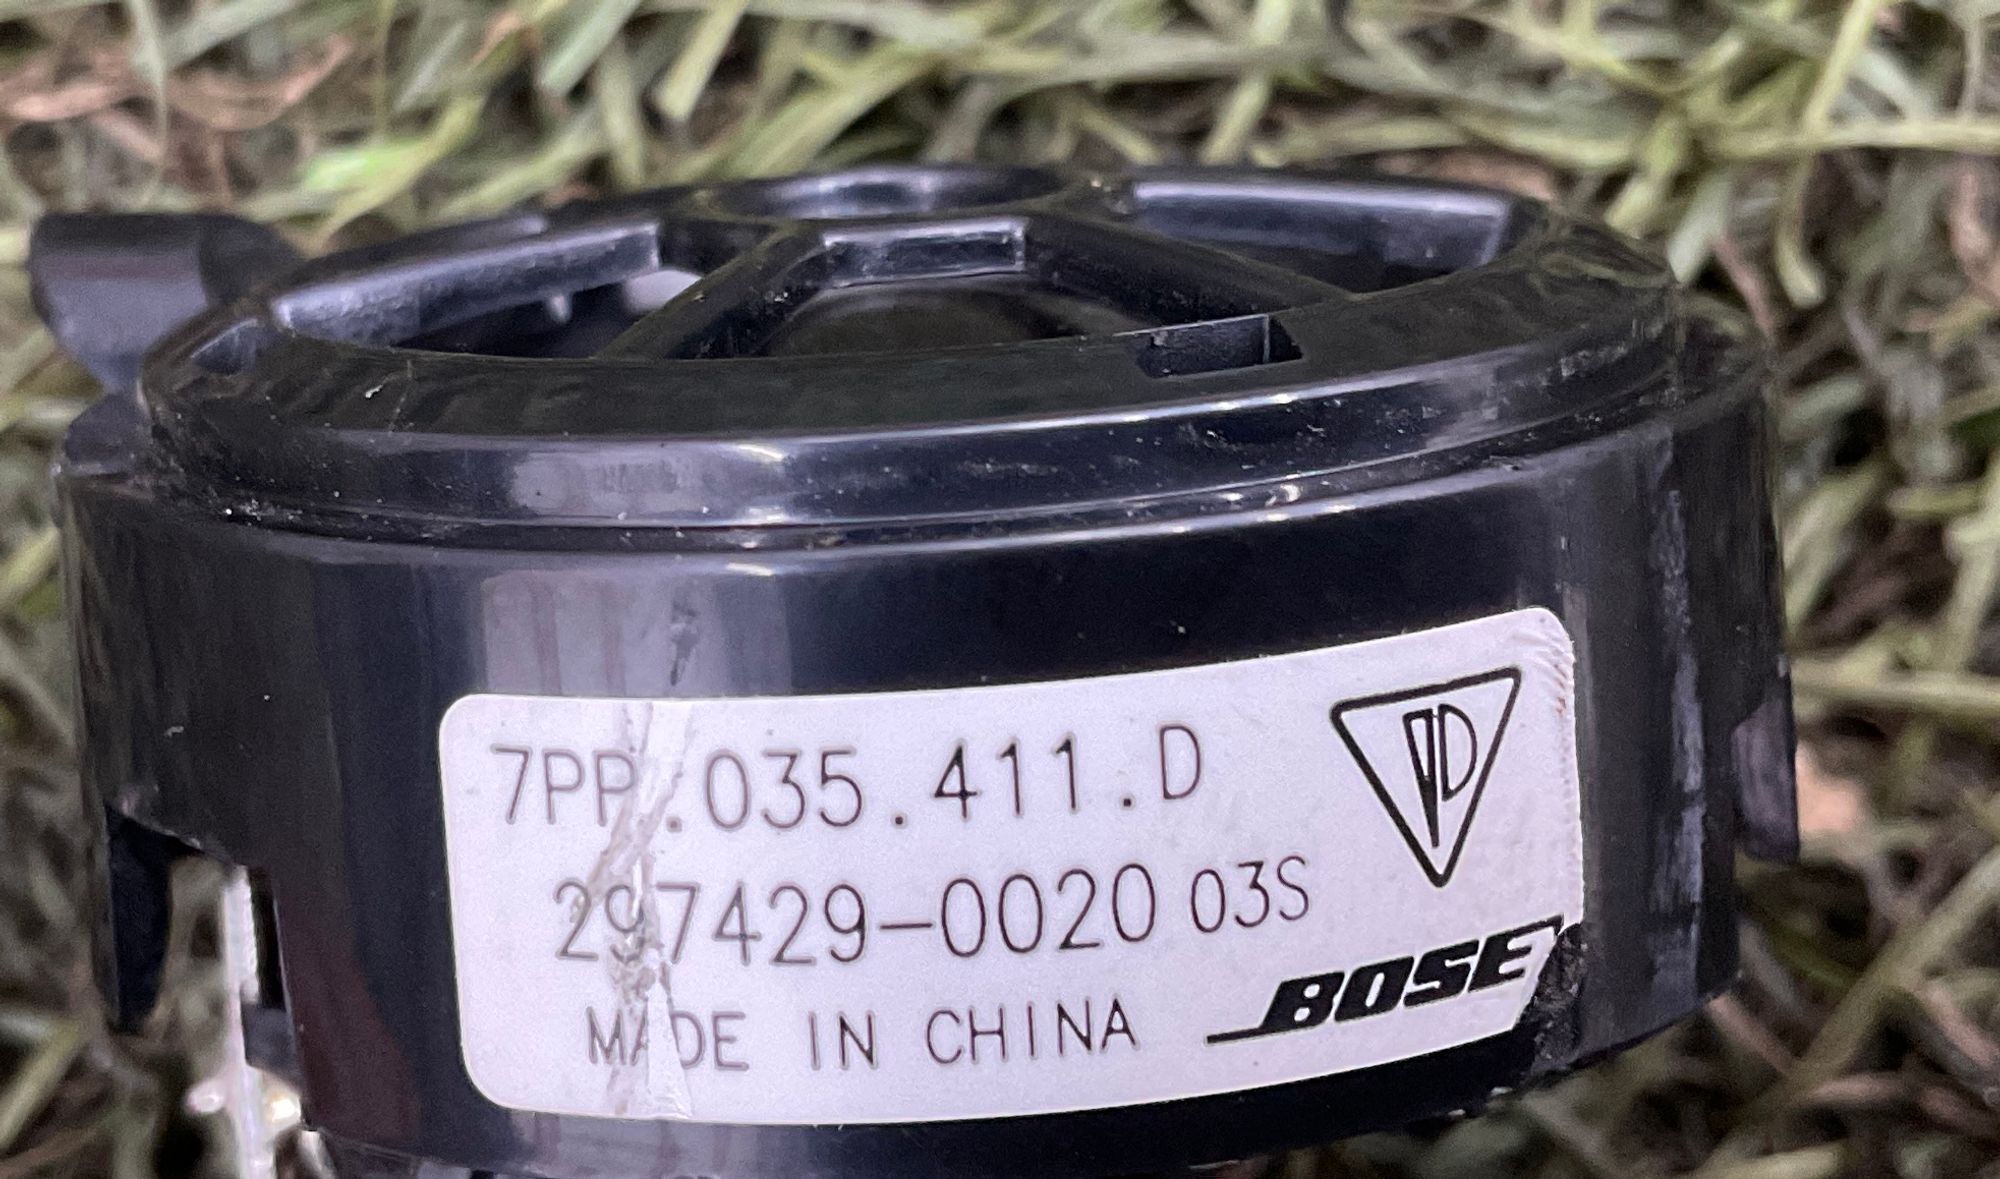 7PP.035.411.D
297429-0020 03S
MADE IN CHINA
BOSE